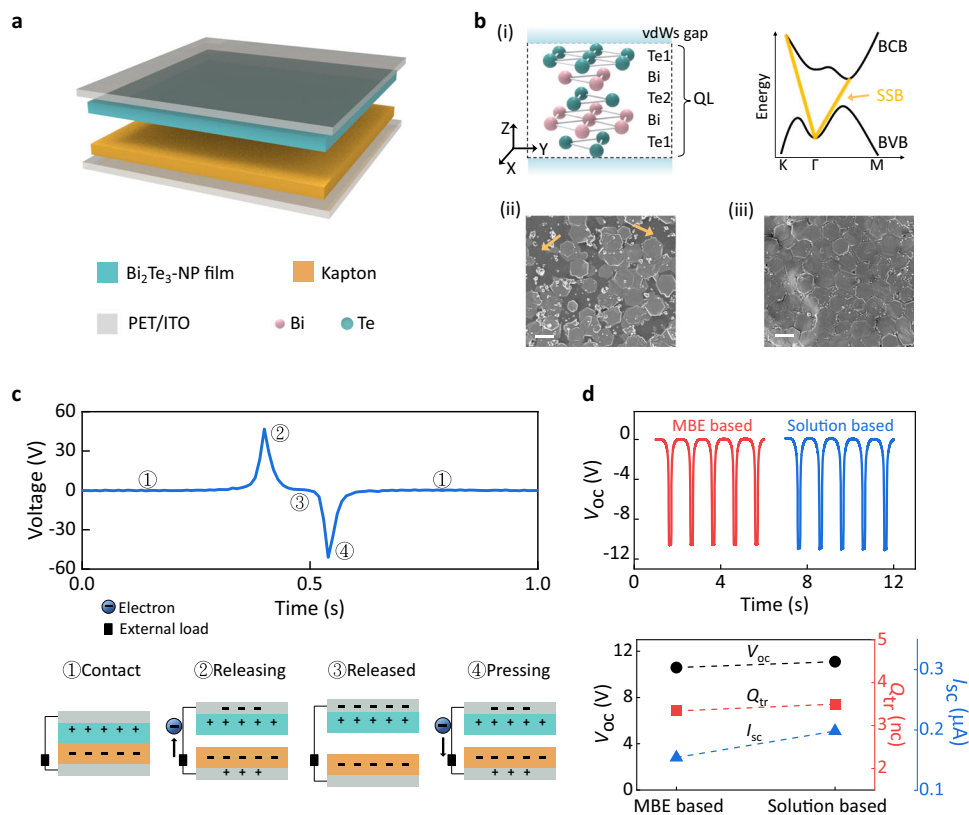 a
Bi₂Te₃-NP film
Kapton
PET/ITO
Bi
Te
b
(i)
vdWs gap
Te1
Bi
Te2
Bi
Te1
QL
Z
Y
X
Energy
BCB
SSB
BVB
K Γ M
(ii)
(iii)
c
Voltage (V)
60
30
0
-30
-60
① ② ③ ④ ①
0.0 0.5 1.0
Time (s)
Electron
External load
①Contact
②Releasing
③Released
④Pressing
+ + + + +
− − − − −
− − −
+ + + + +
− − − − −
+ + +
− − − − −
+ + + + +
− − − − −
− − −
+ + + + +
− − − − −
+ + +
d
MBE based
Solution based
Voc (V)
0
-4
-8
-12
0 4 8 12
Time (s)
Voc (V)
12
8
4
0
Voc
Qtr
Isc
5
4
3
2
Qtr (nc)
0.3
0.2
0.1
Isc (µA)
MBE based
Solution based